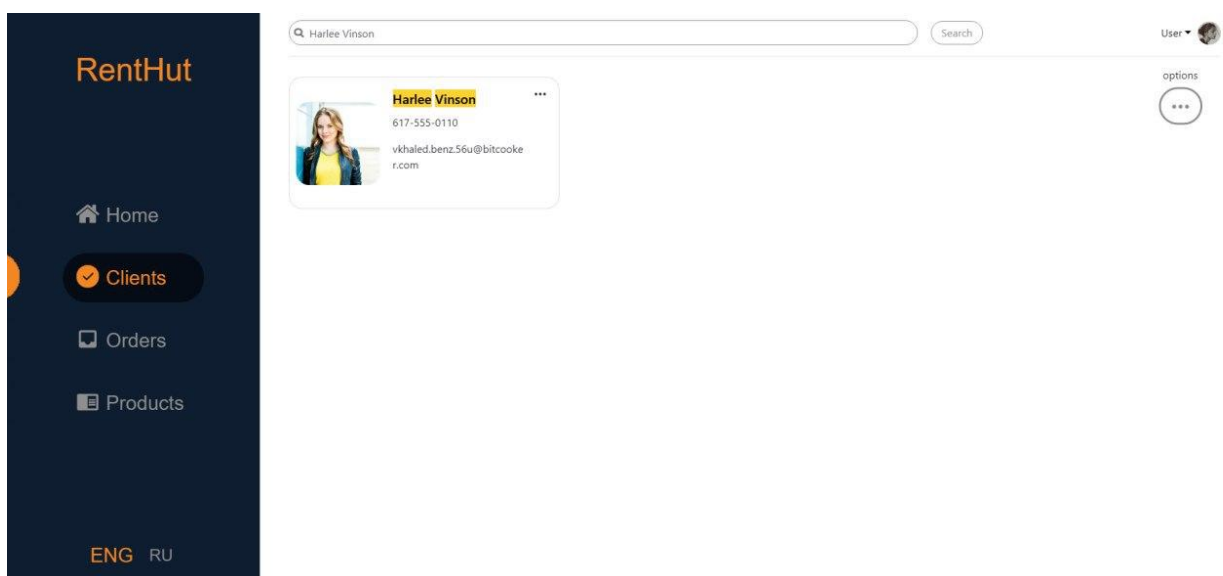 RentHut
Home
Clients
Orders
Products
ENG RU
Harlee Vinson
Search
User
options
Harlee Vinson
617-555-0110
vkhaled.benz.56u@bitcooke
r.com